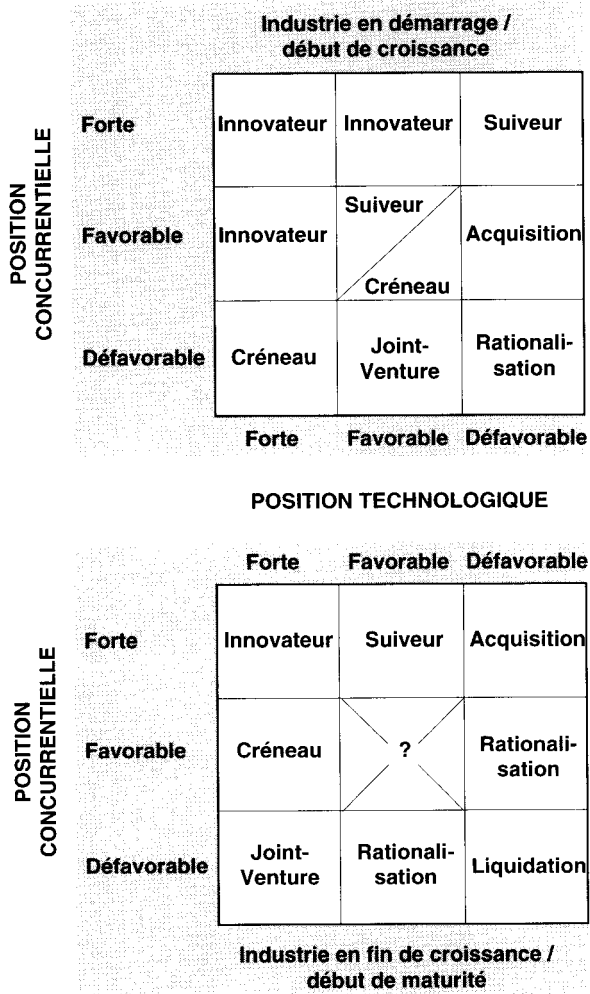 Industrie en démarrage /
début de croissance
POSITION
CONCURRENTIELLE
Forte
Innovateur
Innovateur
Suiveur
Favorable
Innovateur
Suiveur
Créneau
Acquisition
Défavorable
Créneau
Joint-
Venture
Rationali-
sation
Forte
Favorable
Défavorable
POSITION TECHNOLOGIQUE
Forte
Favorable
Défavorable
POSITION
CONCURRENTIELLE
Forte
Innovateur
Suiveur
Acquisition
Favorable
Créneau
?
Rationali-
sation
Défavorable
Joint-
Venture
Rationali-
sation
Liquidation
Industrie en fin de croissance /
début de maturité